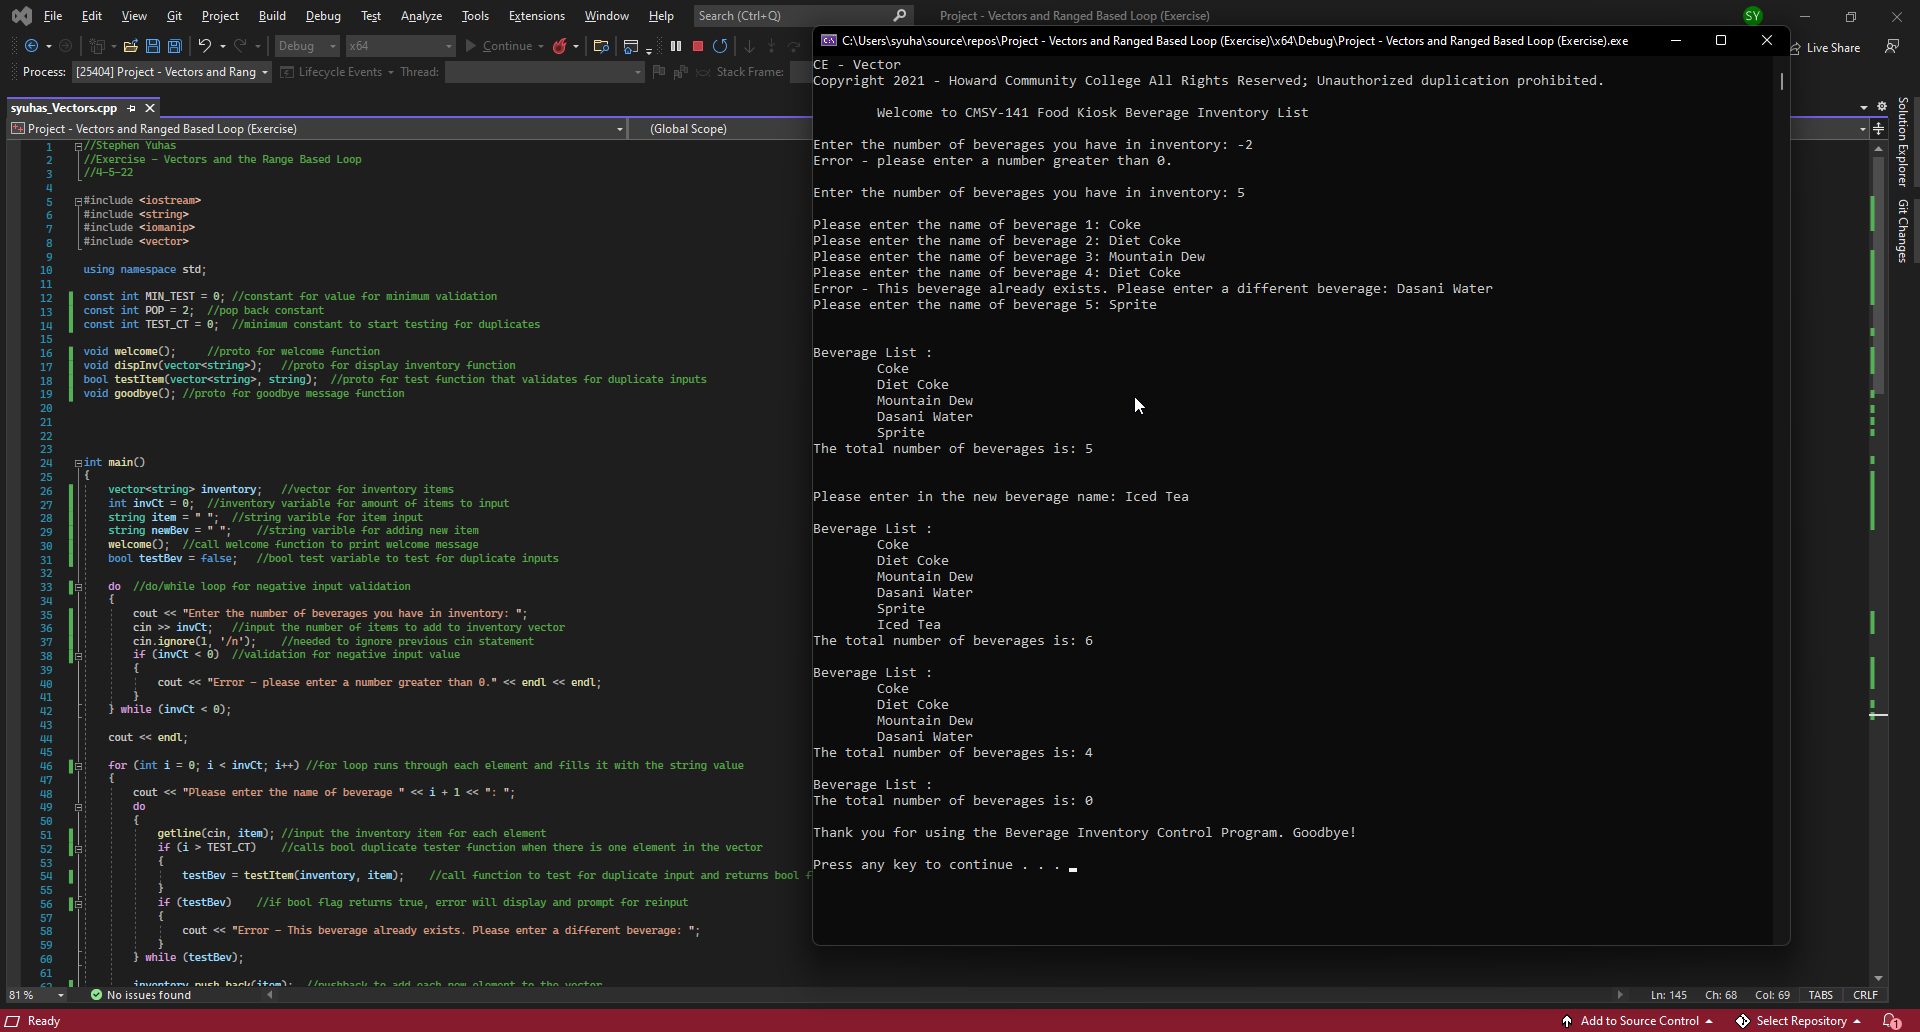 File Edit View Git Project Build Debug Test Analyze Tools Extensions Window Help Search (Ctrl+Q) Project - Vectors and Ranged Based Loop (Exercise) SY
Debug x64 Continue Live Share
Process: [25404] Project - Vectors and Rang Lifecycle Events Thread: Stack Frame:
syuhas_Vectors.cpp
Project - Vectors and Ranged Based Loop (Exercise) (Global Scope)
1 //Stephen Yuhas
2 //Exercise - Vectors and the Range Based Loop
3 //4-5-22
4
5 #include <iostream>
6 #include <string>
7 #include <iomanip>
8 #include <vector>
9
10 using namespace std;
11
12 const int MIN_TEST = 0; //constant for value for minimum validation
13 const int POP = 2; //pop back constant
14 const int TEST_CT = 0; //minimum constant to start testing for duplicates
15
16 void welcome(); //proto for welcome function
17 void dispInv(vector<string>); //proto for display inventory function
18 bool testItem(vector<string>, string); //proto for test function that validates for duplicate inputs
19 void goodbye(); //proto for goodbye message function
20
21
22
23
24 int main()
25 {
26 vector<string> inventory; //vector for inventory items
27 int invCt = 0; //inventory variable for amount of items to input
28 string item = " "; //string varible for item input
29 string newBev = " "; //string varible for adding new item
30 welcome(); //call welcome function to print welcome message
31 bool testBev = false; //bool test variable to test for duplicate inputs
32
33 do //do/while loop for negative input validation
34 {
35 cout << "Enter the number of beverages you have in inventory: ";
36 cin >> invCt; //input the number of items to add to inventory vector
37 cin.ignore(1, '/n'); //needed to ignore previous cin statement
38 if (invCt < 0) //validation for negative input value
39 {
40 cout << "Error - please enter a number greater than 0." << endl << endl;
41 }
42 } while (invCt < 0);
43
44 cout << endl;
45
46 for (int i = 0; i < invCt; i++) //for loop runs through each element and fills it with the string value
47 {
48 cout << "Please enter the name of beverage " << i + 1 << ": ";
49 do
50 {
51 getline(cin, item); //input the inventory item for each element
52 if (i > TEST_CT) //calls bool duplicate tester function when there is one element in the vector
53 {
54 testBev = testItem(inventory, item); //call function to test for duplicate input and returns bool f
55 }
56 if (testBev) //if bool flag returns true, error will display and prompt for reinput
57 {
58 cout << "Error - This beverage already exists. Please enter a different beverage: ";
59 }
60 } while (testBev);
61
62 inventory.push_back(item); //pushback to add each new element to the vector
C:\Users\syuha\source\repos\Project - Vectors and Ranged Based Loop (Exercise)\x64\Debug\Project - Vectors and Ranged Based Loop (Exercise).exe
CE - Vector
Copyright 2021 - Howard Community College All Rights Reserved; Unauthorized duplication prohibited.
Welcome to CMSY-141 Food Kiosk Beverage Inventory List
Enter the number of beverages you have in inventory: -2
Error - please enter a number greater than 0.
Enter the number of beverages you have in inventory: 5
Please enter the name of beverage 1: Coke
Please enter the name of beverage 2: Diet Coke
Please enter the name of beverage 3: Mountain Dew
Please enter the name of beverage 4: Diet Coke
Error - This beverage already exists. Please enter a different beverage: Dasani Water
Please enter the name of beverage 5: Sprite
Beverage List :
Coke
Diet Coke
Mountain Dew
Dasani Water
Sprite
The total number of beverages is: 5
Please enter in the new beverage name: Iced Tea
Beverage List :
Coke
Diet Coke
Mountain Dew
Dasani Water
Sprite
Iced Tea
The total number of beverages is: 6
Beverage List :
Coke
Diet Coke
Mountain Dew
Dasani Water
The total number of beverages is: 4
Beverage List :
The total number of beverages is: 0
Thank you for using the Beverage Inventory Control Program. Goodbye!
Press any key to continue . . .
Solution Explorer
Git Changes
81 % No issues found Ln: 145 Ch: 68 Col: 69 TABS CRLF
Ready Add to Source Control Select Repository 1